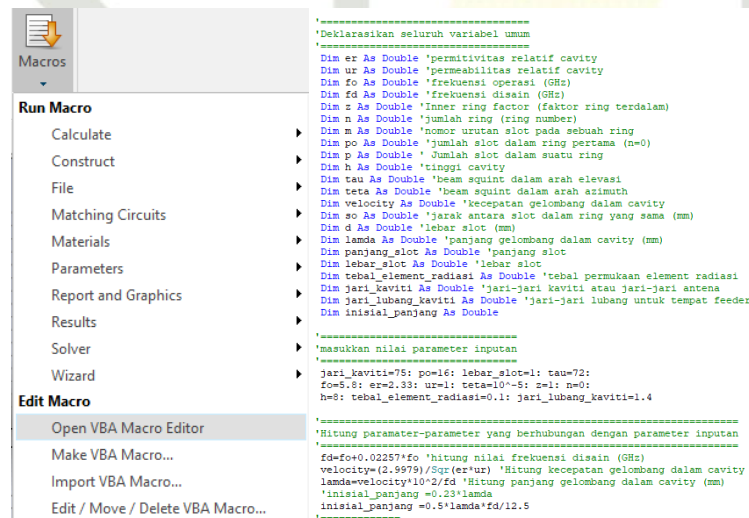 Macros
Run Macro
Calculate
Construct
File
Matching Circuits
Materials
Parameters
Report and Graphics
Results
Solver
Wizard
Edit Macro
Open VBA Macro Editor
Make VBA Macro...
Import VBA Macro...
Edit / Move / Delete VBA Macro...
'==================================
'Deklarasikan seluruh variabel umum
'==================================
Dim er As Double 'permitivitas relatif cavity
Dim ur As Double 'permeabilitas relatif cavity
Dim fo As Double 'frekuensi operasi (GHz)
Dim fd As Double 'frekuensi disain (GHz)
Dim z As Double 'Inner ring factor (faktor ring terdalam)
Dim n As Double 'jumlah ring (ring number)
Dim m As Double 'nomor urutan slot pada sebuah ring
Dim po As Double 'jumlah slot dalam ring pertama (n=0)
Dim p As Double ' Jumlah slot dalam suatu ring
Dim h As Double 'tinggi cavity
Dim tau As Double 'beam squint dalam arah elevasi
Dim teta As Double 'beam squint dalam arah azimuth
Dim velocity As Double 'kecepatan gelombang dalam cavity
Dim so As Double 'jarak antara slot dalam ring yang sama (mm)
Dim d As Double 'lebar slot (mm)
Dim lamda As Double 'panjang gelombang dalam cavity (mm)
Dim panjang_slot As Double 'panjang slot
Dim lebar_slot As Double 'lebar slot
Dim tebal_element_radiasi As Double 'tebal permukaan element radiasi
Dim jari_kaviti As Double 'jari-jari kaviti atau jari-jari antena
Dim jari_lubang_kaviti As Double 'jari-jari lubang untuk tempat feeder
Dim inisial_panjang As Double
'================================
'masukkan nilai parameter inputan
'================================
jari_kaviti=75: po=16: lebar_slot=1: tau=72:
fo=5.8: er=2.33: ur=1: teta=10^-5: z=1: n=0:
h=8: tebal_element_radiasi=0.1: jari_lubang_kaviti=1.4
'====================================================================
'Hitung paramater-parameter yang berhubungan dengan parameter inputan
'====================================================================
fd=fo+0.02257*fo 'hitung nilai frekuensi disain (GHz)
velocity=(2.9979)/Sqr(er*ur) 'Hitung kecepatan gelombang dalam cavity
lamda=velocity*10^2/fd 'Hitung panjang gelombang dalam cavity (mm)
'inisial_panjang =0.23*lamda
inisial_panjang =0.5*lamda*fd/12.5
'=============